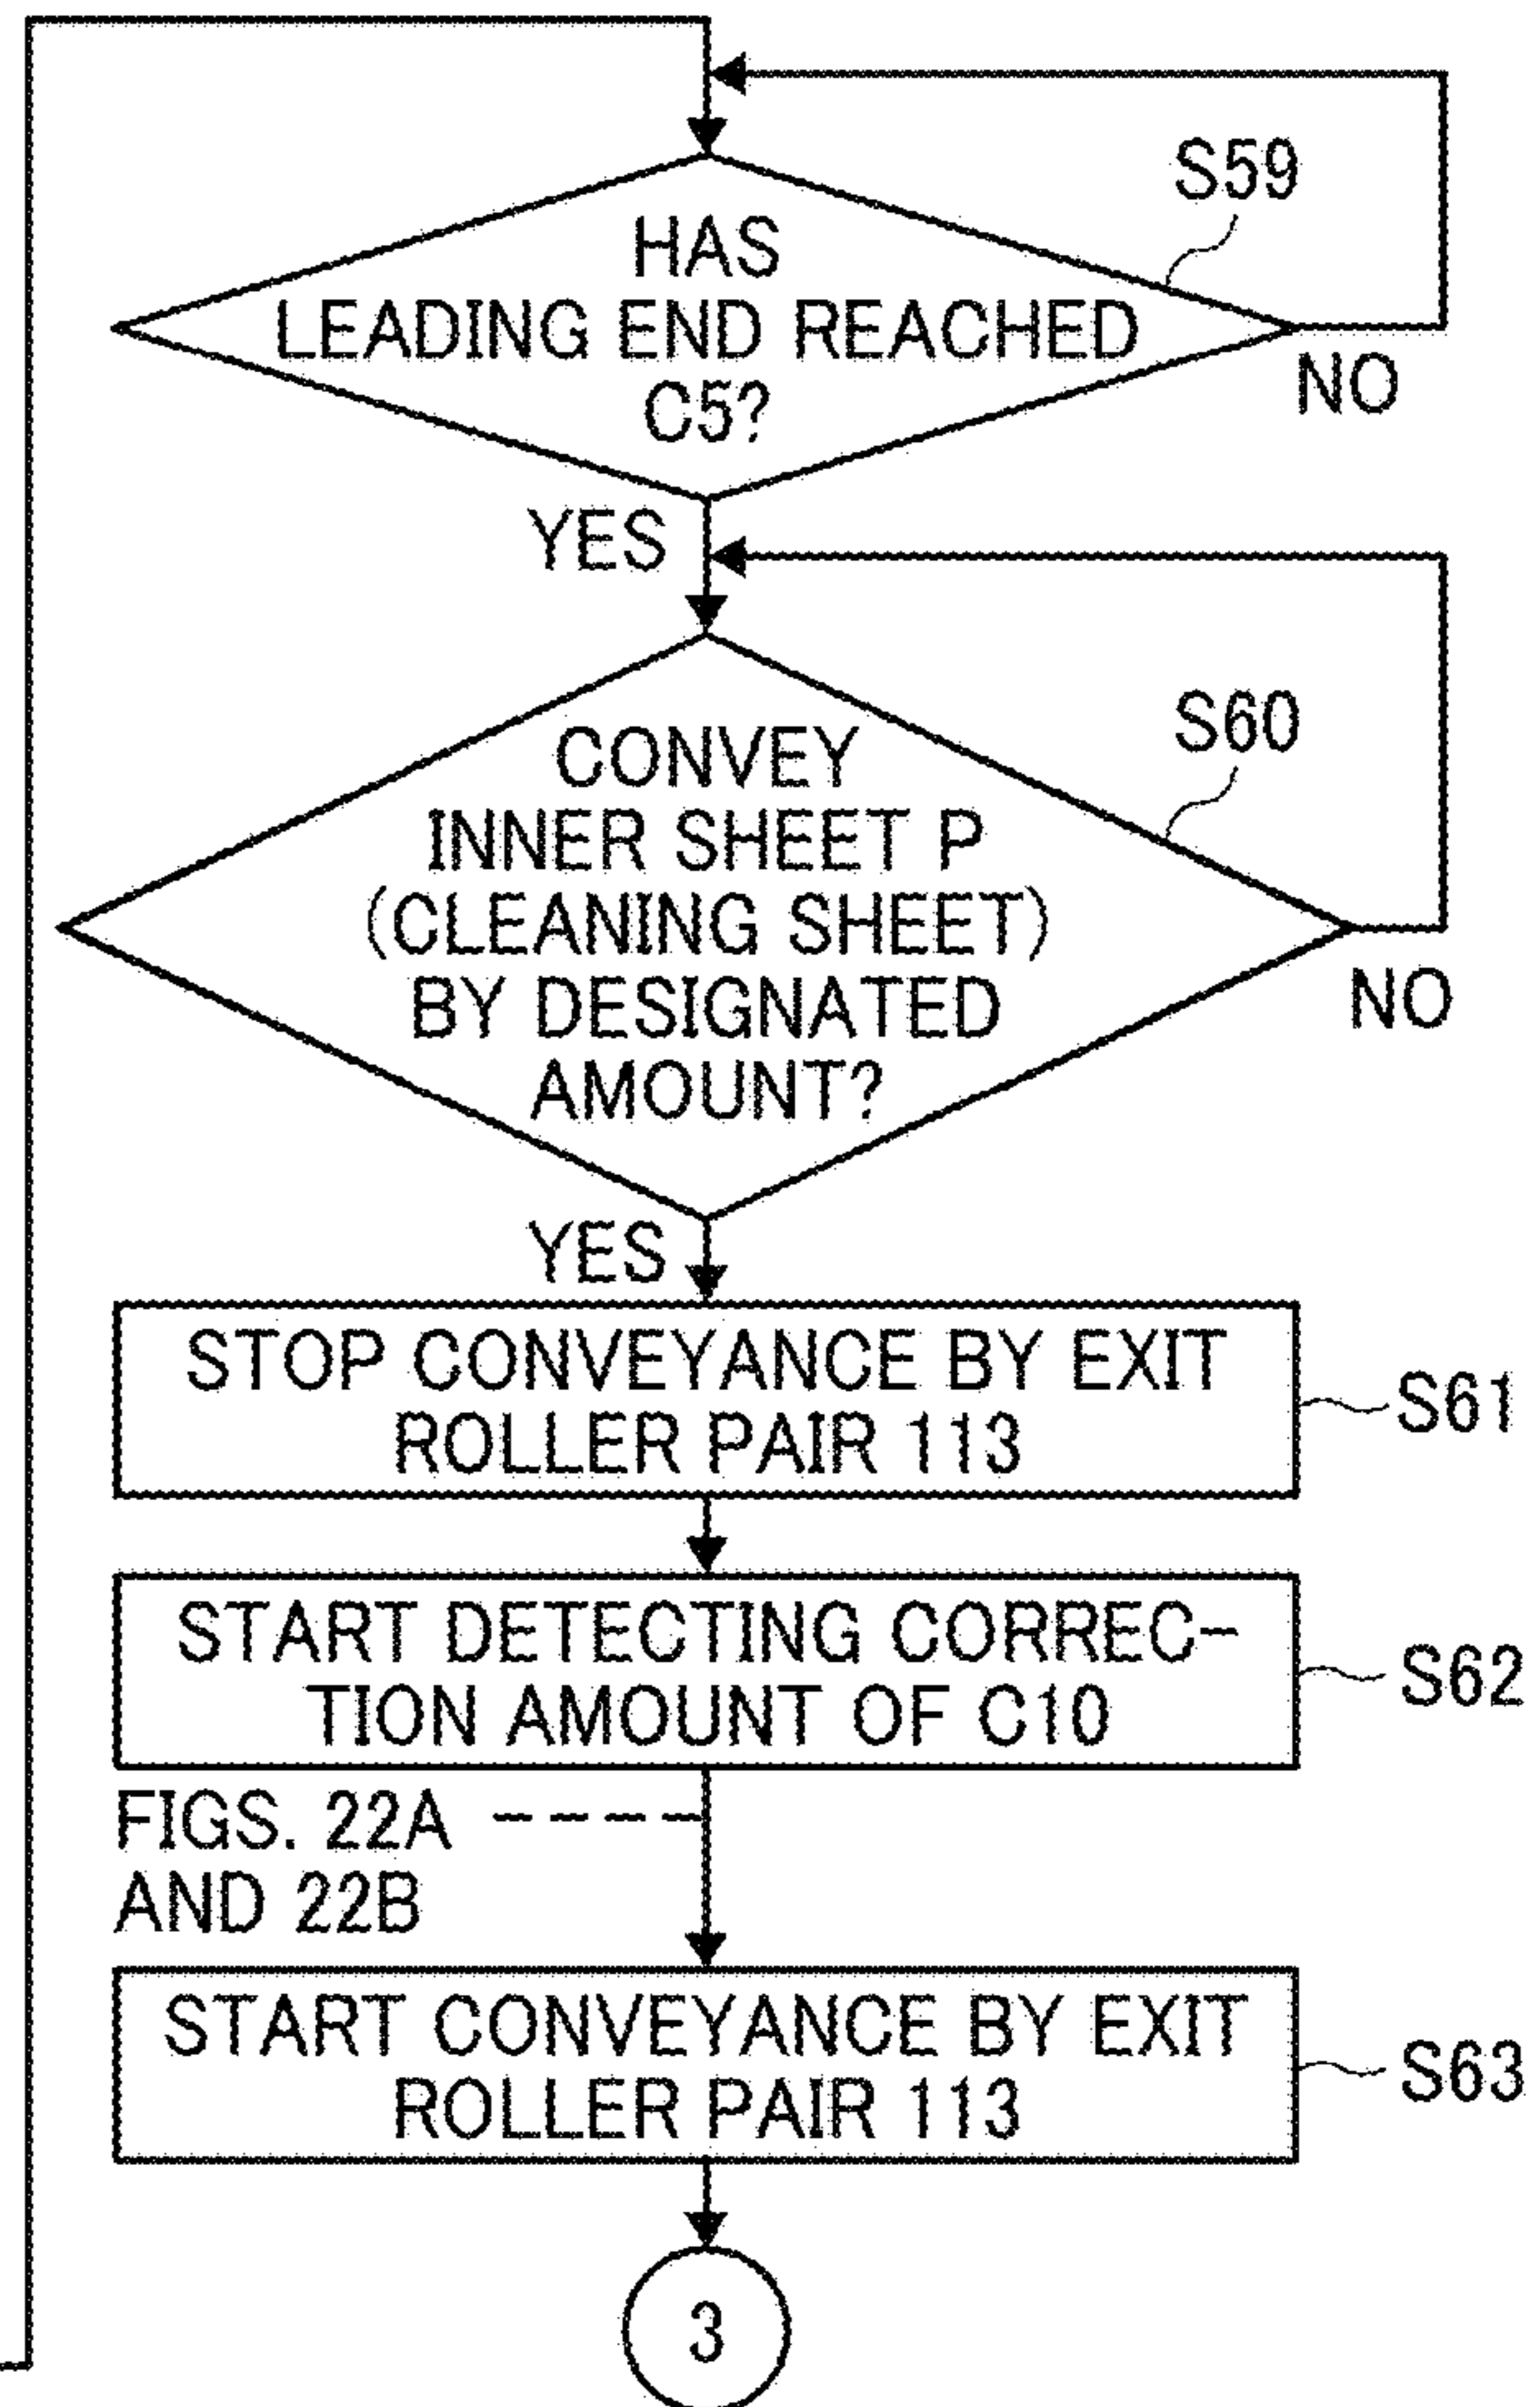 S59
HAS
LEADING END REACHED
C5?
NO
YES
S60
CONVEY
INNER SHEET P
(CLEANING SHEET)
BY DESIGNATED
AMOUNT?
NO
YES
STOP CONVEYANCE BY EXIT
ROLLER PAIR 113
S61
START DETECTING CORREC-
TION AMOUNT OF C10
S62
FIGS. 22A
AND 22B
START CONVEYANCE BY EXIT
ROLLER PAIR 113
S63
3